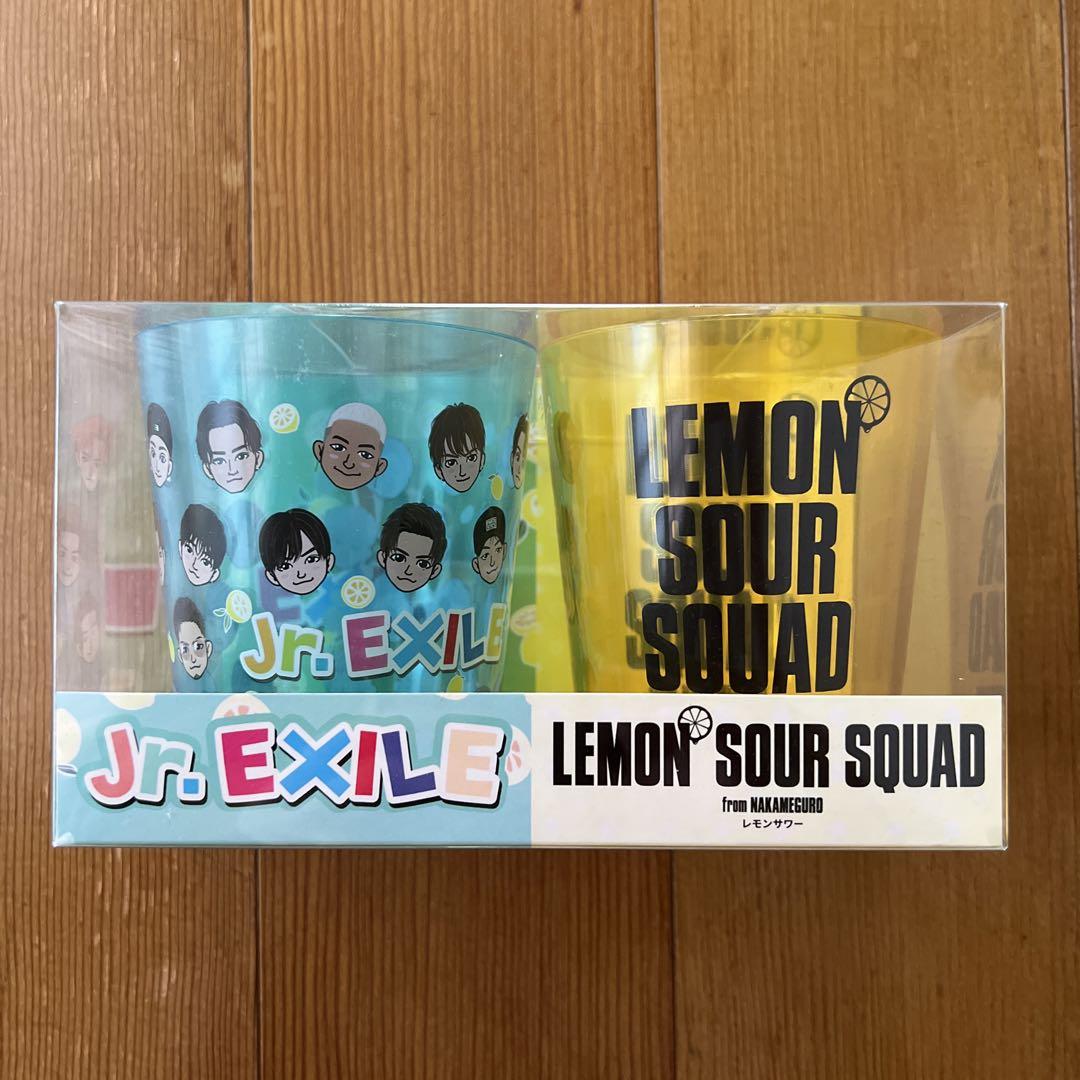 Jr. EXILE
LEMON
SOUR
SQUAD
Jr. EXILE
LEMON SOUR SQUAD
from NAKAMEGURO
レモンサワー